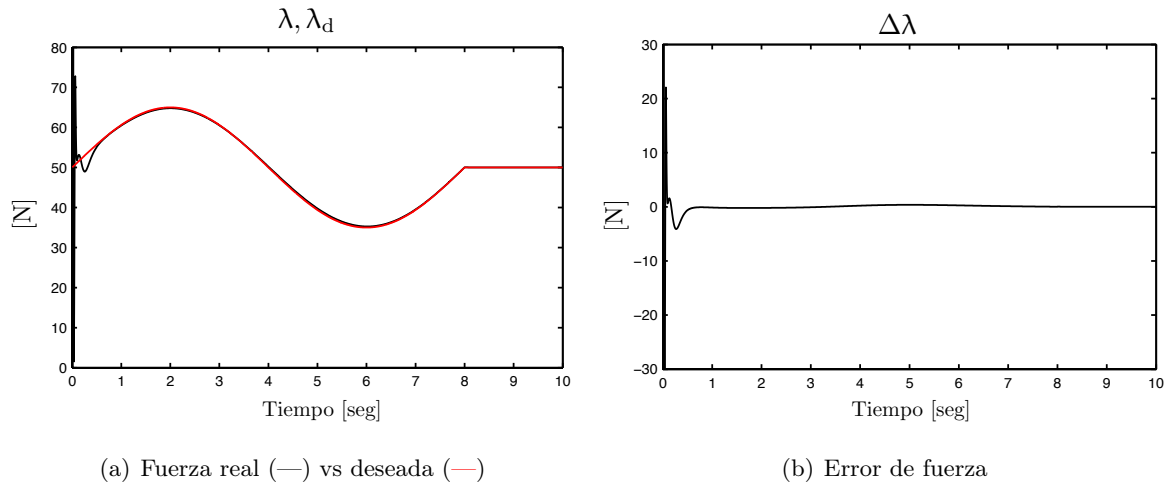 λ, λd
80
70
60
50
40
30
20
10
0
[N]
0 1 2 3 4 5 6 7 8 9 10
Tiempo [seg]
(a) Fuerza real (—) vs deseada (—)
Δλ
30
20
10
0
−10
−20
−30
[N]
0 1 2 3 4 5 6 7 8 9 10
Tiempo [seg]
(b) Error de fuerza